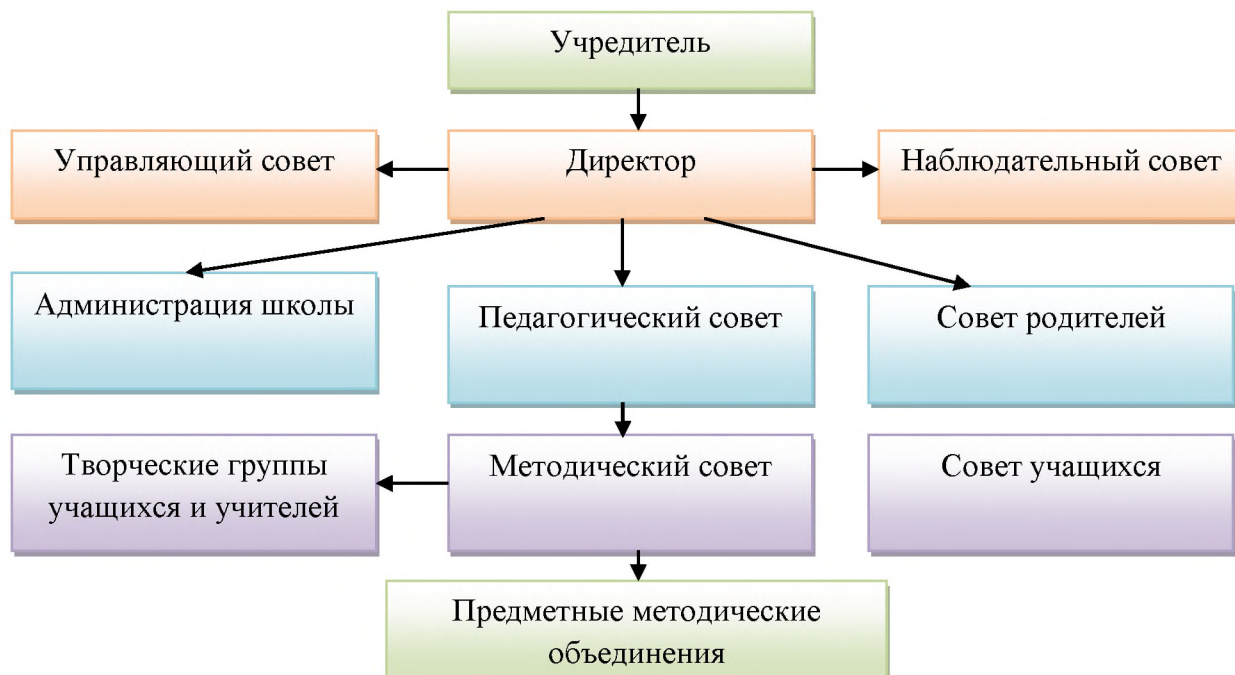 Учредитель
Управляющий совет
Директор
Наблюдательный совет
Администрация школы
Педагогический совет
Совет родителей
Творческие группы
учащихся и учителей
Методический совет
Совет учащихся
Предметные методические
объединения